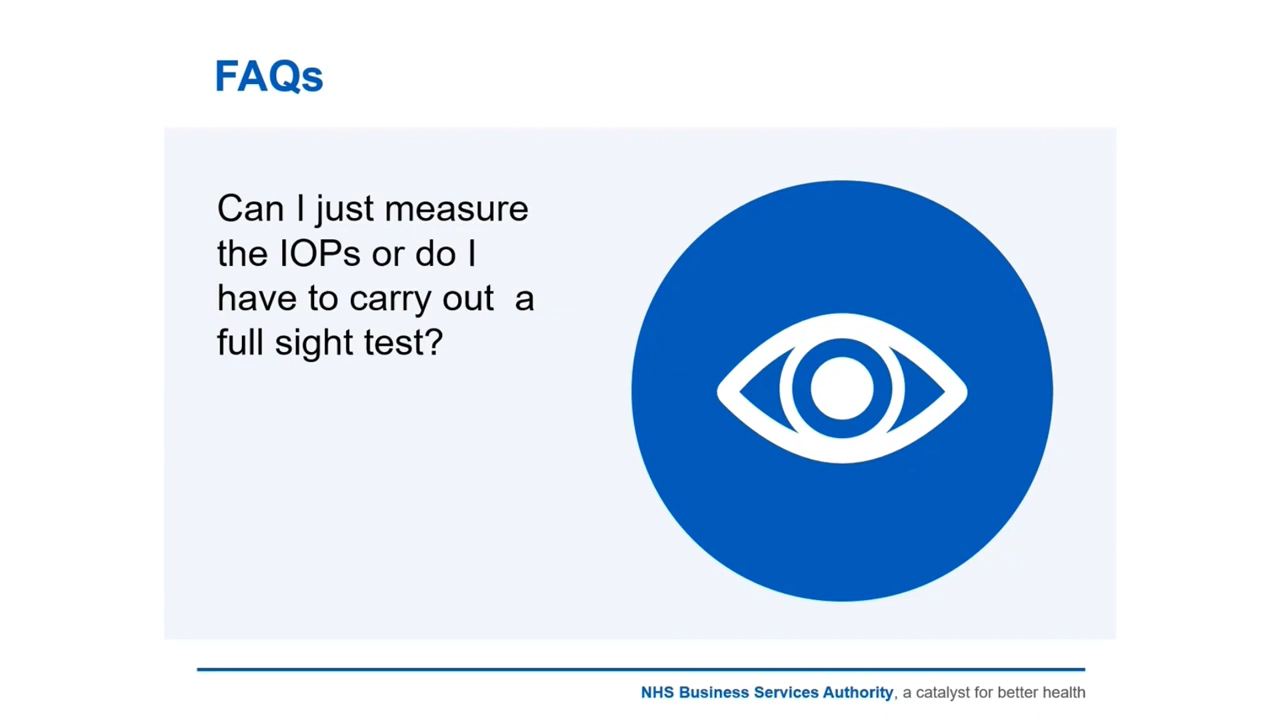 FAQs
Can I just measure
the IOPs or do I
have to carry out  a
full sight test?
NHS Business Services Authority, a catalyst for better health